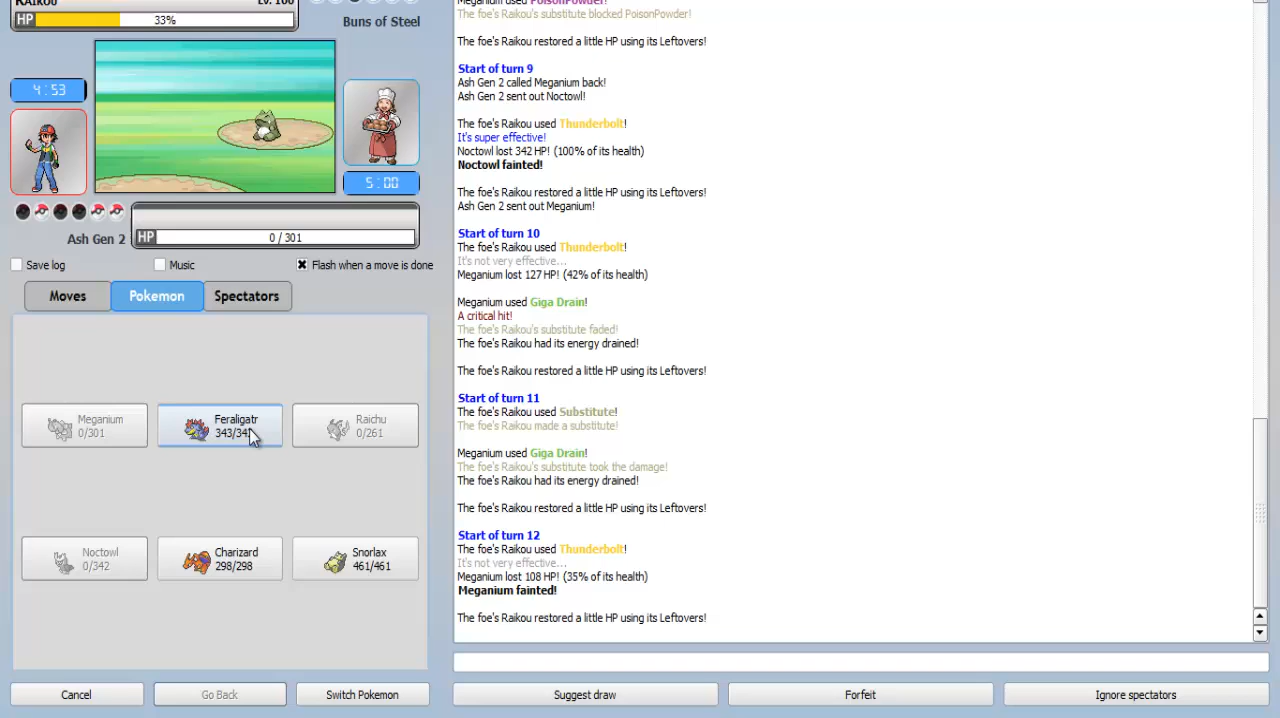 RAIKOU Lv. 100
HP 33%
Buns of Steel
4:53
5:00
HP 0 / 301
Ash Gen 2
Save log
Music
Flash when a move is done
Moves
Pokemon
Spectators
Meganium
0/301
Feraligatr
Raichu
0/261
Noctowl
0/342
Charizard
298/298
Snorlax
461/461
Cancel
Go Back
Switch Pokemon
Meganium used PoisonPowder!
The foe's Raikou's substitute blocked PoisonPowder!
The foe's Raikou restored a little HP using its Leftovers!
Start of turn 9
Ash Gen 2 called Meganium back!
Ash Gen 2 sent out Noctowl!
The foe's Raikou used Thunderbolt!
It's super effective!
Noctowl lost 342 HP! (100% of its health)
Noctowl fainted!
The foe's Raikou restored a little HP using its Leftovers!
Ash Gen 2 sent out Meganium!
Start of turn 10
The foe's Raikou used Thunderbolt!
It's not very effective...
Meganium lost 127 HP! (42% of its health)
Meganium used Giga Drain!
A critical hit!
The foe's Raikou's substitute faded!
The foe's Raikou had its energy drained!
The foe's Raikou restored a little HP using its Leftovers!
Start of turn 11
The foe's Raikou used Substitute!
The foe's Raikou made a substitute!
Meganium used Giga Drain!
The foe's Raikou's substitute took the damage!
The foe's Raikou had its energy drained!
The foe's Raikou restored a little HP using its Leftovers!
Start of turn 12
The foe's Raikou used Thunderbolt!
It's not very effective...
Meganium lost 108 HP! (35% of its health)
Meganium fainted!
The foe's Raikou restored a little HP using its Leftovers!
Suggest draw
Forfeit
Ignore spectators